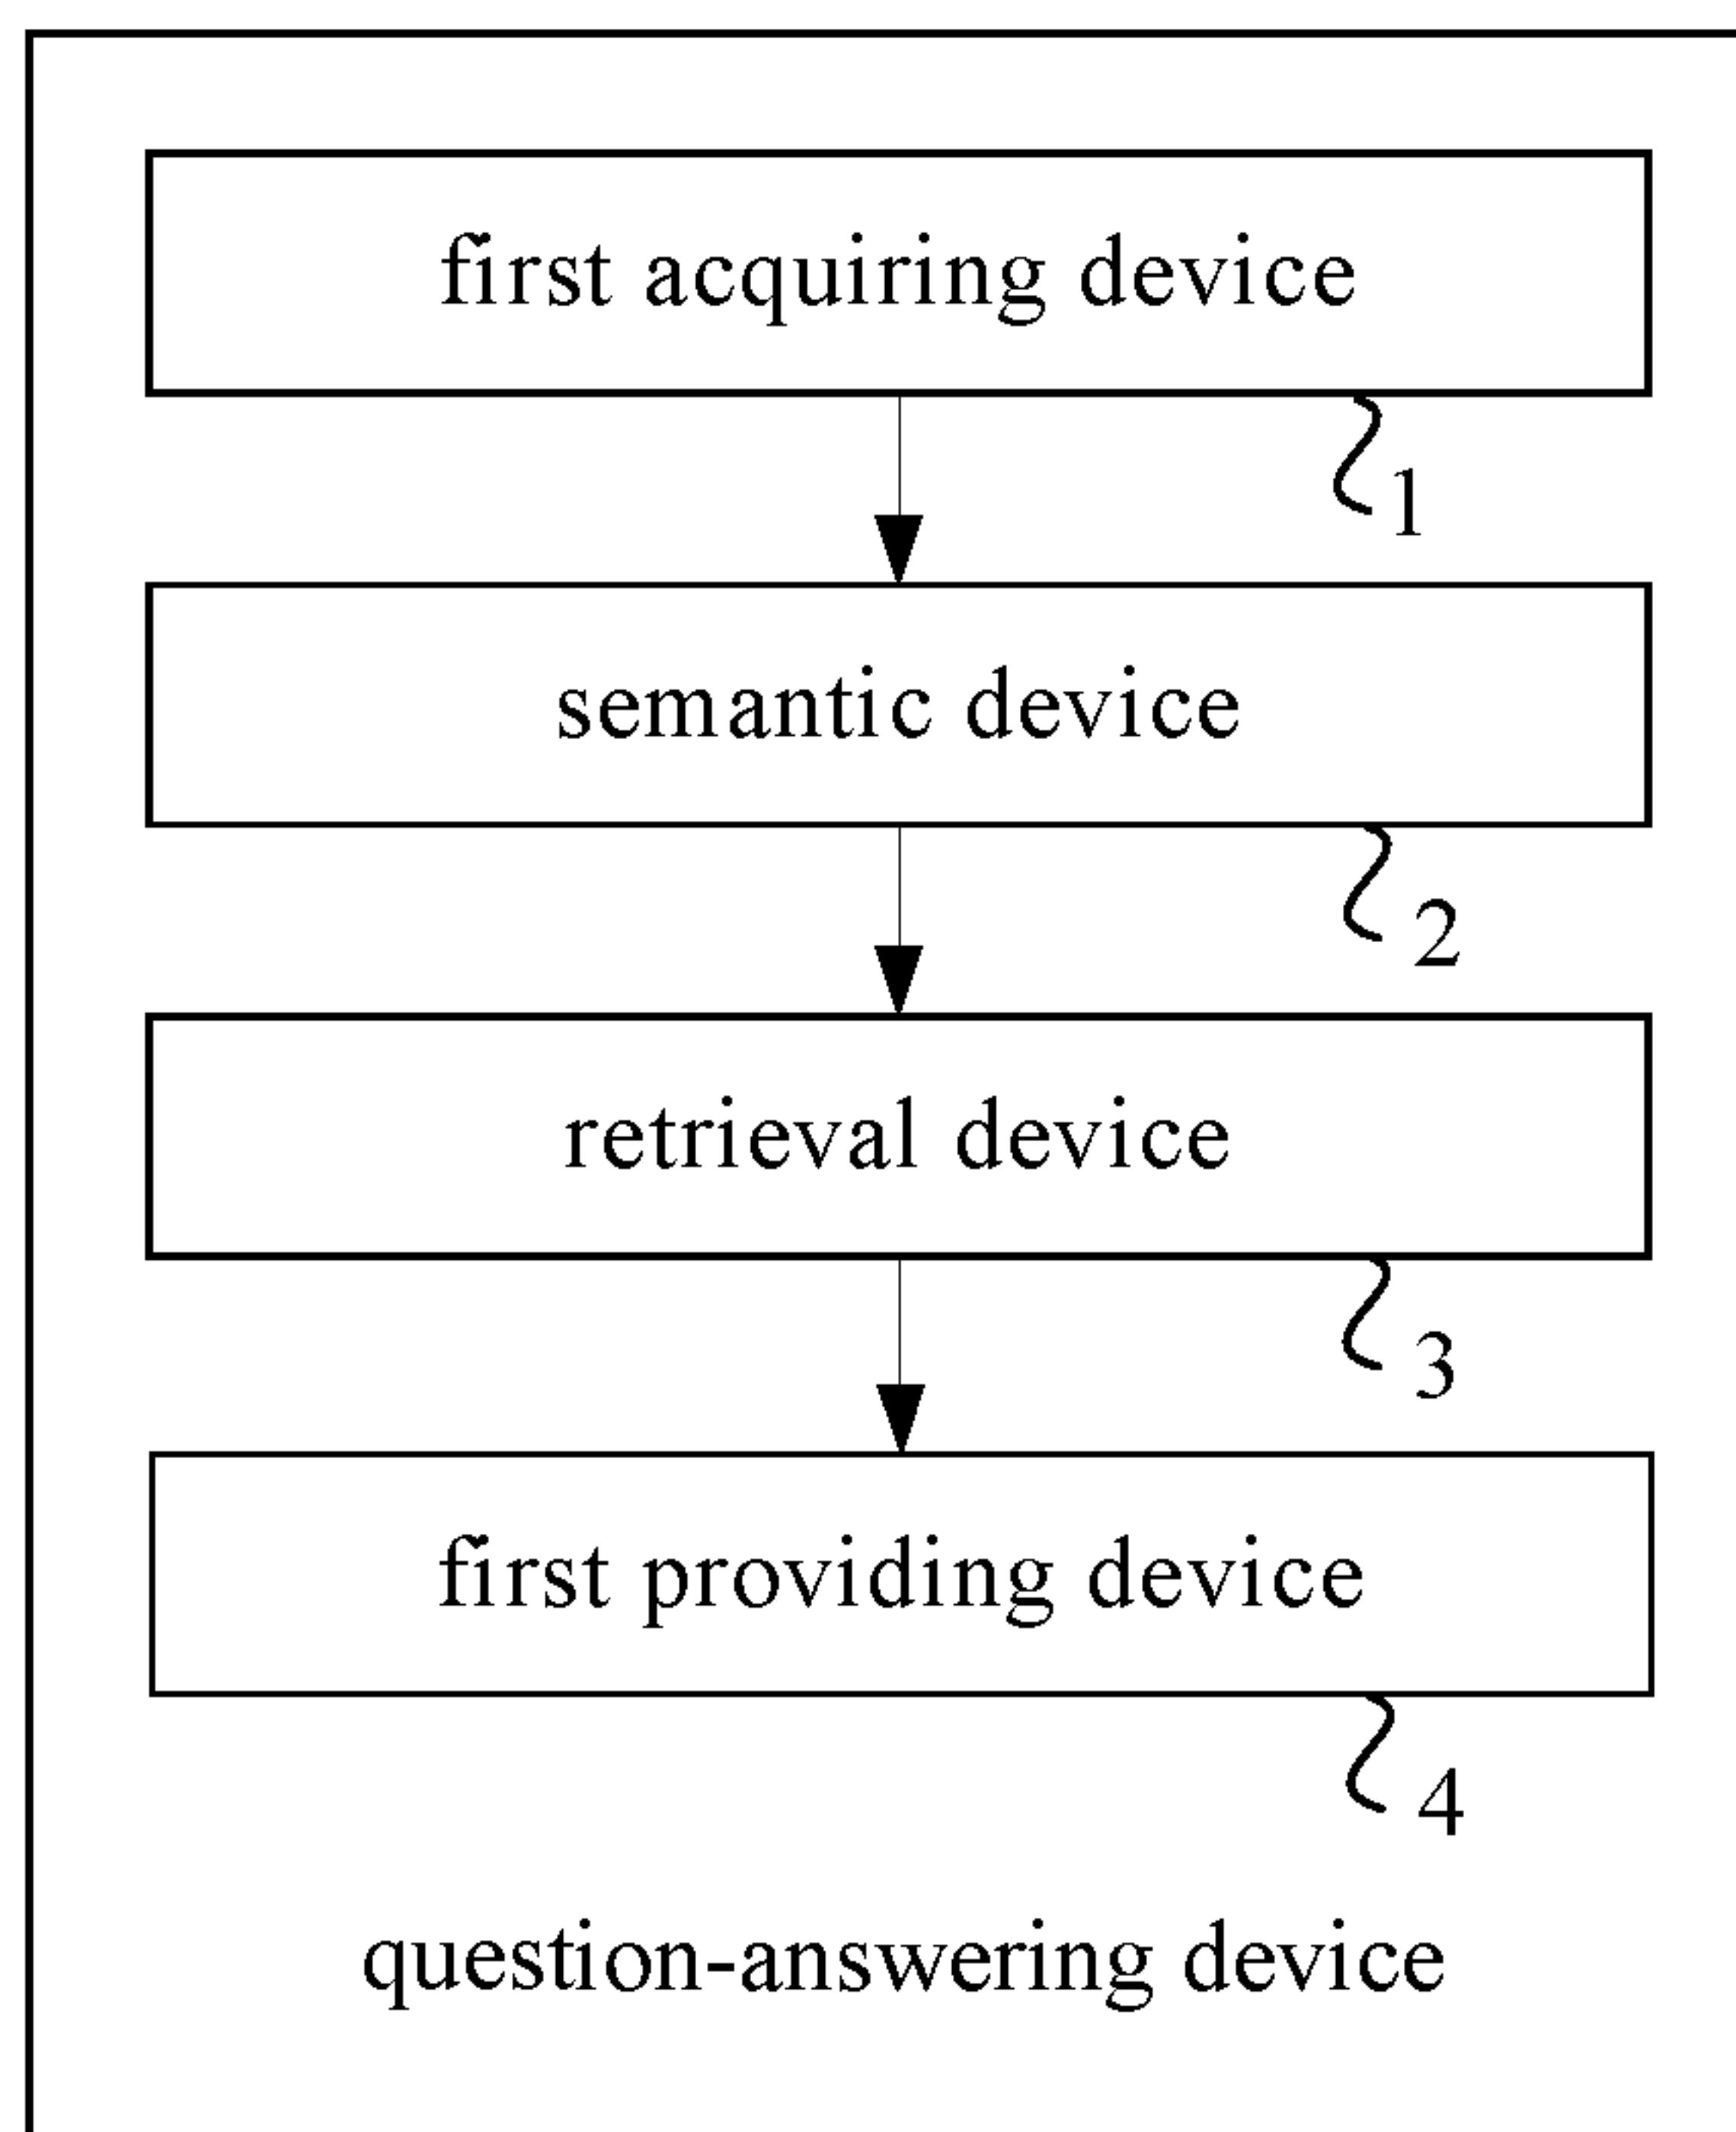 first acquiring device
1
semantic device
2
retrieval device
3
first providing device
4
question-answering device